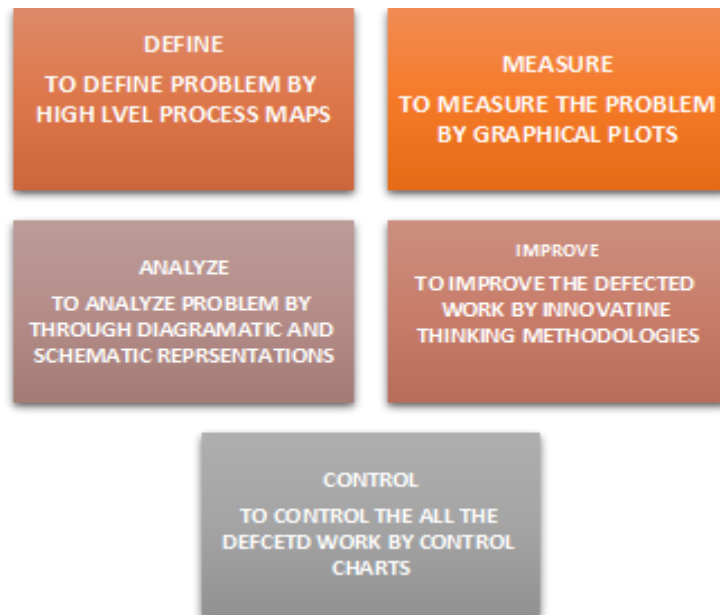 DEFINE
TO DEFINE PROBLEM BY
HIGH LVEL PROCESS MAPS
MEASURE
TO MEASURE THE PROBLEM
BY GRAPHICAL PLOTS
ANALYZE
TO ANALYZE PROBLEM BY
THROUGH DIAGRAMATIC AND
SCHEMATIC REPRSENTATIONS
IMPROVE
TO IMPROVE THE DEFECTED
WORK BY INNOVATINE
THINKING METHODOLOGIES
CONTROL
TO CONTROL THE ALL THE
DEFCETD WORK BY CONTROL
CHARTS